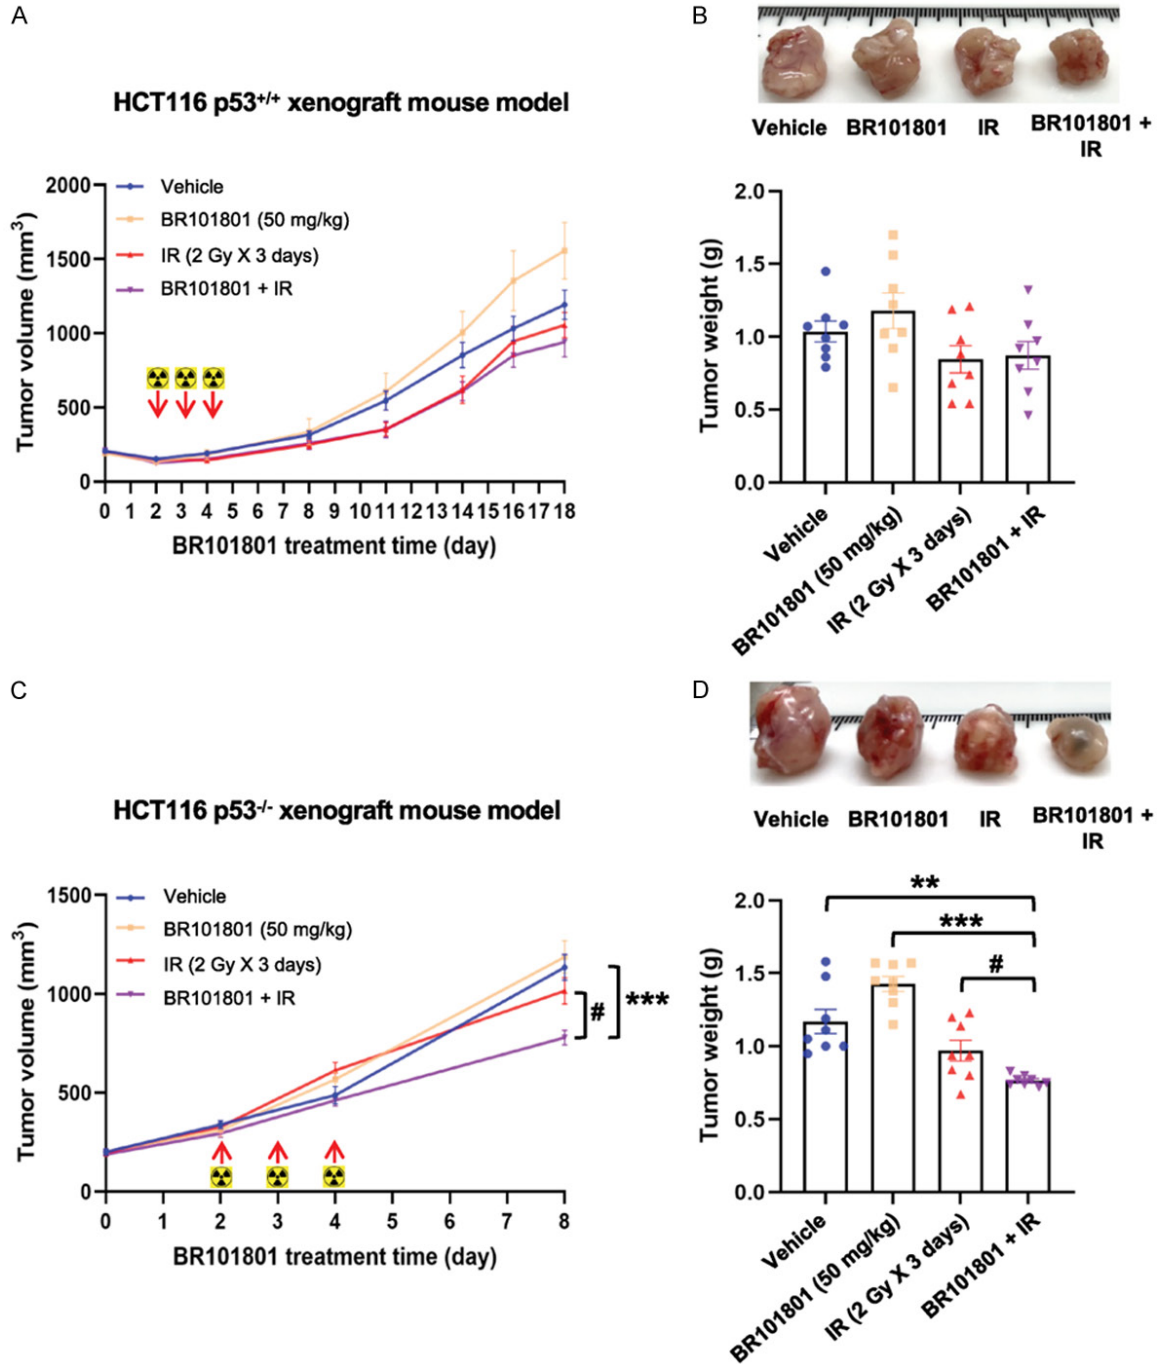 A
HCT116 p53+/+ xenograft mouse model
Tumor volume (mm3)
2000
1500
1000
500
0
Vehicle
BR101801 (50 mg/kg)
IR (2 Gy X 3 days)
BR101801 + IR
0 1 2 3 4 5 6 7 8 9 10 11 12 13 14 15 16 17 18
BR101801 treatment time (day)
B
Vehicle
BR101801
IR
BR101801 +
IR
Tumor weight (g)
2.0
1.5
1.0
0.5
0.0
Vehicle
BR101801 (50 mg/kg)
IR (2 Gy X 3 days)
BR101801 + IR
C
HCT116 p53-/- xenograft mouse model
Tumor volume (mm3)
1500
1000
500
0
Vehicle
BR101801 (50 mg/kg)
IR (2 Gy X 3 days)
BR101801 + IR
#
***
0 1 2 3 4 5 6 7 8
BR101801 treatment time (day)
D
Vehicle
BR101801
IR
BR101801 +
IR
**
***
#
Tumor weight (g)
2.0
1.5
1.0
0.5
0.0
Vehicle
BR101801 (50 mg/kg)
IR (2 Gy X 3 days)
BR101801 + IR